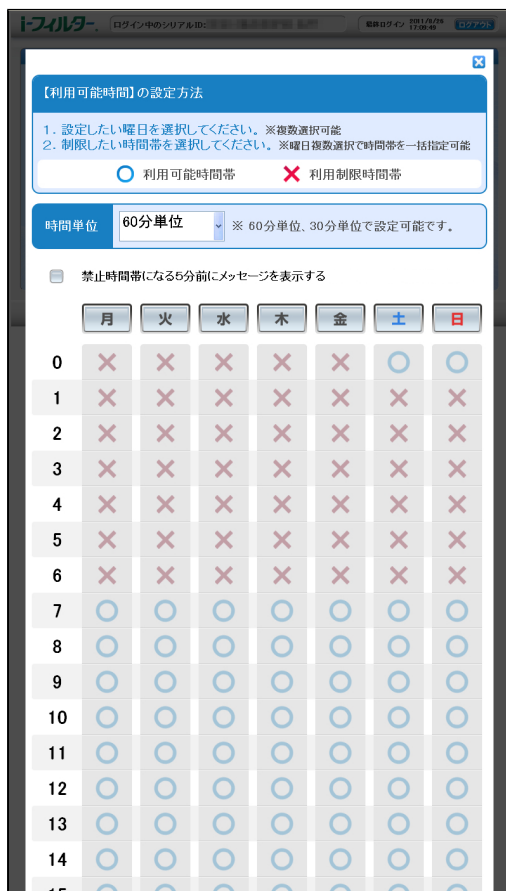 i-フィルター. ログイン中のシリアルID: 最終ログイン 2011/8/28 17:09:48 ログアウト
【利用可能時間】の設定方法
1. 設定したい曜日を選択してください。※複数選択可能
2. 制限したい時間帯を選択してください。※曜日複数選択で時間帯を一括指定可能
○ 利用可能時間帯 × 利用制限時間帯
時間単位 60分単位 ※ 60分単位、30分単位で設定可能です。
禁止時間帯になる5分前にメッセージを表示する
月 火 水 木 金 土 日
0 × × × × × ○ ○
1 × × × × × × ×
2 × × × × × × ×
3 × × × × × × ×
4 × × × × × × ×
5 × × × × × × ×
6 × × × × × × ×
7 ○ ○ ○ ○ ○ ○ ○
8 ○ ○ ○ ○ ○ ○ ○
9 ○ ○ ○ ○ ○ ○ ○
10 ○ ○ ○ ○ ○ ○ ○
11 ○ ○ ○ ○ ○ ○ ○
12 ○ ○ ○ ○ ○ ○ ○
13 ○ ○ ○ ○ ○ ○ ○
14 ○ ○ ○ ○ ○ ○ ○
15 ○ ○ ○ ○ ○ ○ ○